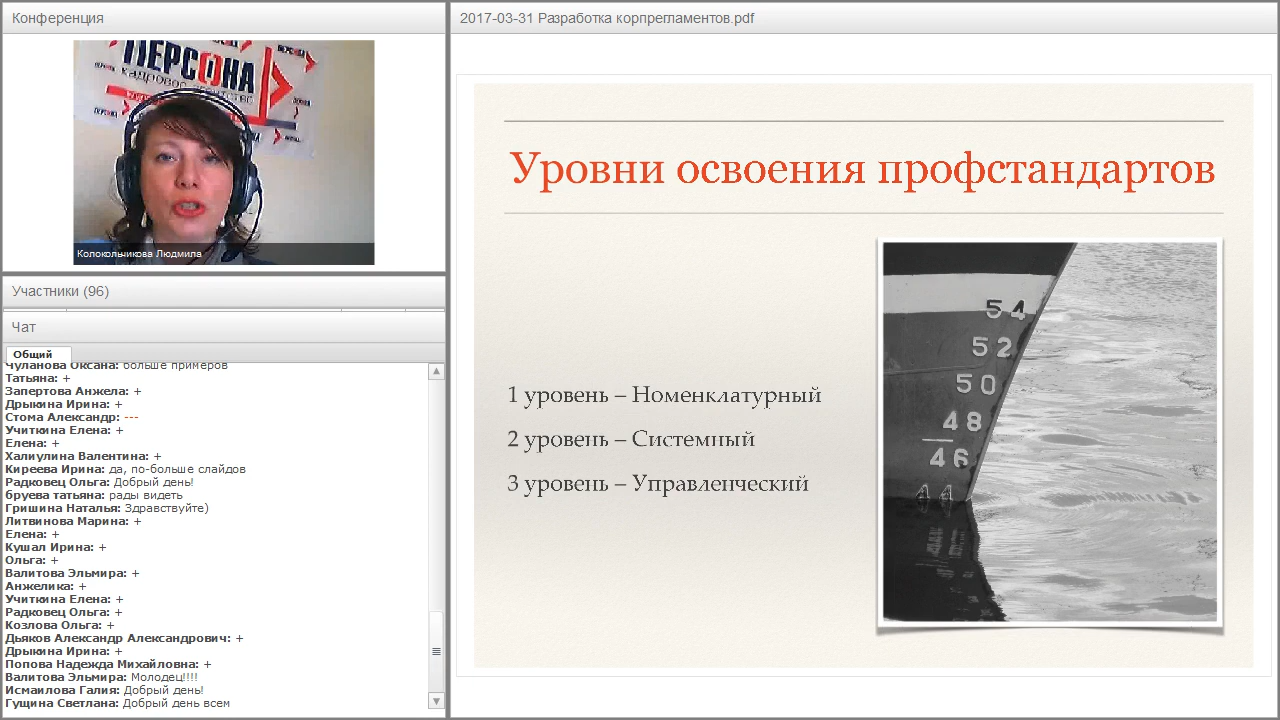 Конференция
ПЕРСОНА
кадровое агентство
Колокольчикова Людмила
Участники (96)
Чат
Общий
Чуланова Оксана: больше примеров
Татьяна: +
Запертова Анжела: +
Дрыкина Ирина: +
Стома Александр: ---
Учиткина Елена: +
Елена: +
Халиулина Валентина: +
Киреева Ирина: да, по-больше слайдов
Радковец Ольга: Добрый день!
бруева татьяна: рады видеть
Гришина Наталья: Здравствуйте)
Литвинова Марина: +
Елена: +
Кушал Ирина: +
Ольга: +
Валитова Эльмира: +
Анжелика: +
Учиткина Елена: +
Радковец Ольга: +
Козлова Ольга: +
Дьяков Александр Александрович: +
Дрыкина Ирина: +
Попова Надежда Михайловна: +
Валитова Эльмира: Молодец!!!!
Исмаилова Галия: Добрый день!
Гущина Светлана: Добрый день всем
2017-03-31 Разработка корпрегламентов.pdf
Уровни освоения профстандартов
1 уровень – Номенклатурный
2 уровень – Системный
3 уровень – Управленческий
54
52
50
48
46
44